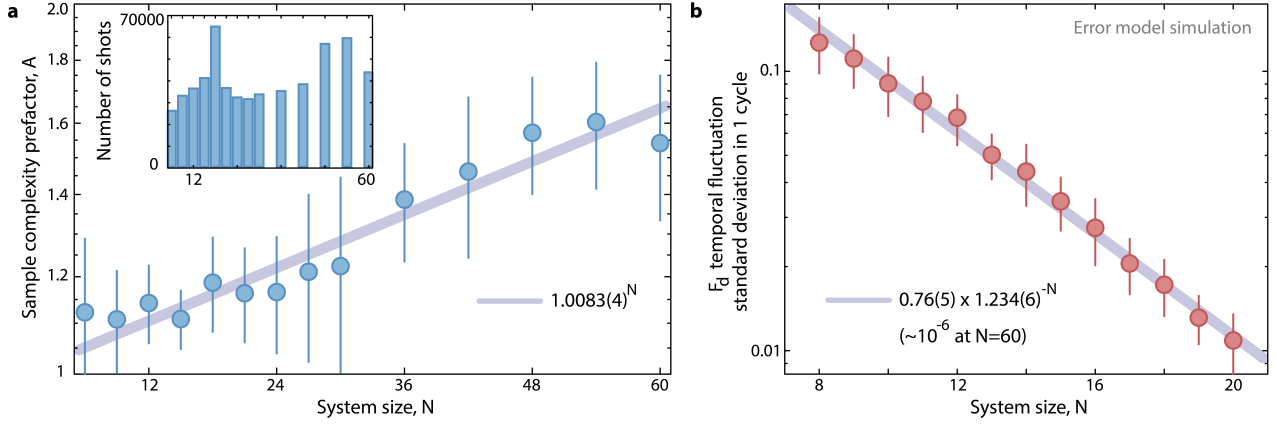 a
Sample complexity prefactor, A
2.0
1.8
1.6
1.4
1.2
1
12
24
36
48
60
System size, N
1.0083(4)^N
Number of shots
70000
0
12
60
b
Error model simulation
F_d temporal fluctuation
standard deviation in 1 cycle
0.1
0.01
8
12
16
20
System size, N
0.76(5) x 1.234(6)^-N
(~10^-6 at N=60)